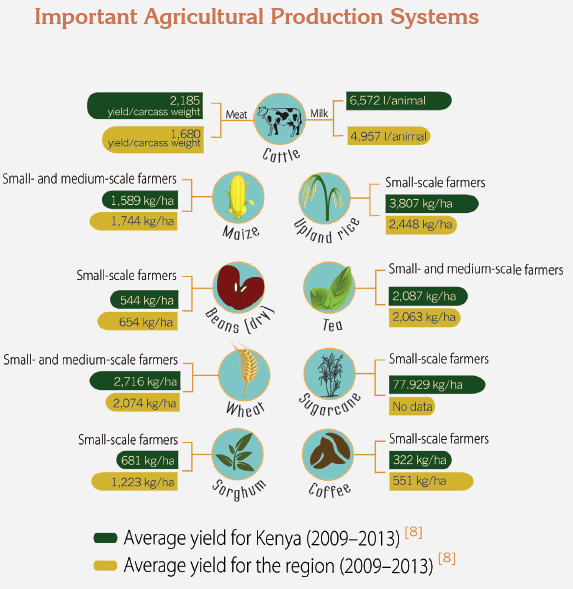 Important Agricultural Production Systems
2,185
yield/carcass weight
1,680
yield/carcass weight
Meat
Milk
6,572 l/animal
4,957 l/animal
Cattle
Small- and medium-scale farmers
1,589 kg/ha
1,744 kg/ha
Maize
Small-scale farmers
3,807 kg/ha
2,448 kg/ha
Upland rice
Small-scale farmers
544 kg/ha
654 kg/ha
Beans (dry)
Small- and medium-scale farmers
2,087 kg/ha
2,063 kg/ha
Tea
Small- and medium-scale farmers
2,716 kg/ha
2,074 kg/ha
Wheat
Small-scale farmers
77.929 kg/ha
No data
Sugarcane
Small-scale farmers
681 kg/ha
1,223 kg/ha
Sorghum
Small-scale farmers
322 kg/ha
551 kg/ha
Coffee
Average yield for Kenya (2009–2013) [8]
Average yield for the region (2009–2013) [8]